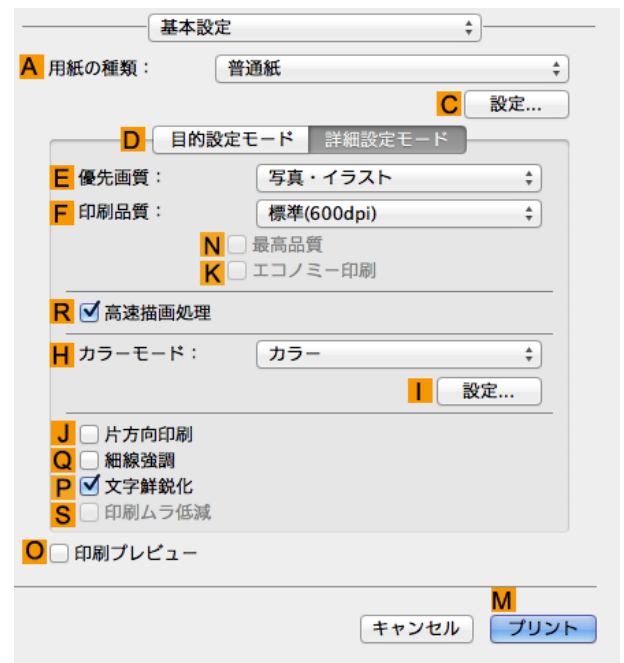 基本設定
A 用紙の種類： 普通紙
C 設定...
D 目的設定モード 詳細設定モード
E 優先画質： 写真・イラスト
F 印刷品質： 標準(600dpi)
N 最高品質
K エコノミー印刷
R 高速描画処理
H カラーモード： カラー
I 設定...
J 片方向印刷
Q 細線強調
P 文字鮮鋭化
S 印刷ムラ低減
O 印刷プレビュー
M
キャンセル プリント